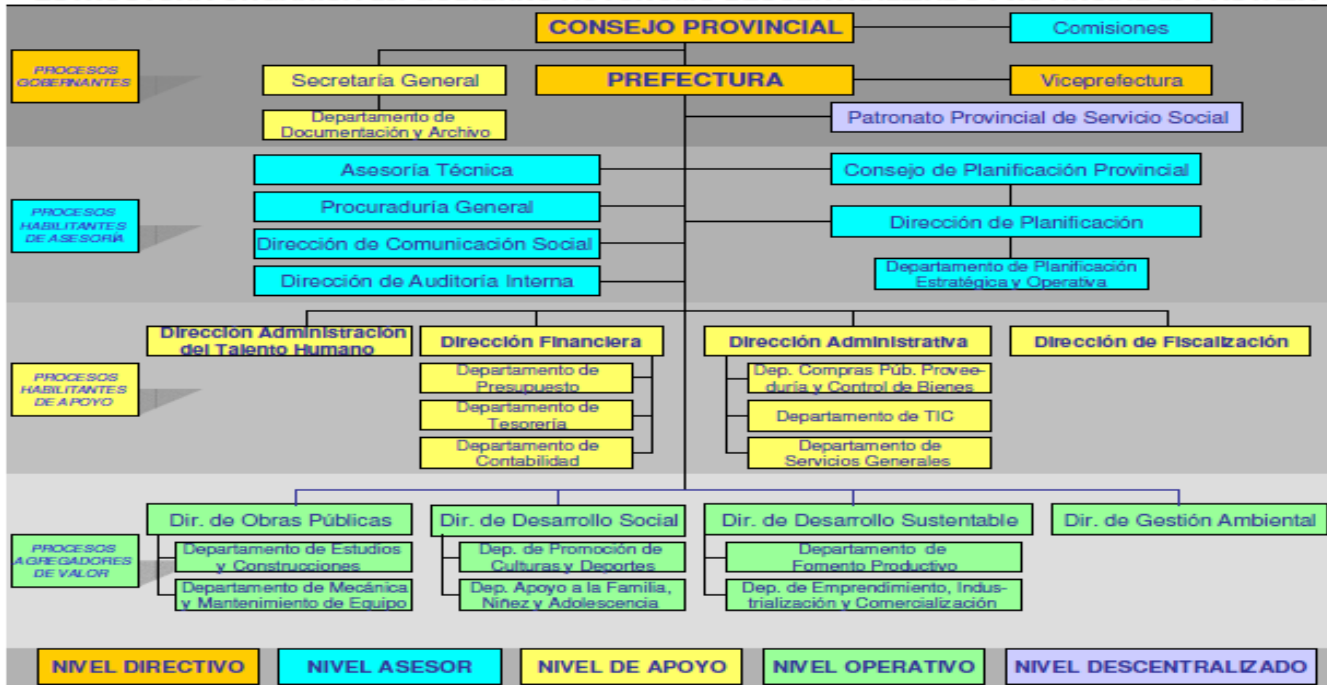 CONSEJO PROVINCIAL
Comisiones
PROCESOS
GOBERNANTES
Secretaría General
PREFECTURA
Viceprefectura
Departamento de
Documentación y Archivo
Patronato Provincial de Servicio Social
PROCESOS
HABILITANTES
DE ASESORÍA
Asesoría Técnica
Consejo de Planificación Provincial
Procuraduría General
Dirección de Planificación
Dirección de Comunicación Social
Dirección de Auditoría Interna
Departamento de Planificación
Estratégica y Operativa
PROCESOS
HABILITANTES
DE APOYO
Dirección Administración
del Talento Humano
Dirección Financiera
Dirección Administrativa
Dirección de Fiscalización
Departamento de
Presupuesto
Departamento de
Tesorería
Departamento de
Contabilidad
Dep. Compras Púb. Provee-
duría y Control de Bienes
Departamento de TIC
Departamento de
Servicios Generales
PROCESOS
AGREGADORES
DE VALOR
Dir. de Obras Públicas
Departamento de Estudios
y Construcciones
Departamento de Mecánica
y Mantenimiento de Equipo
Dir. de Desarrollo Social
Dep. de Promoción de
Culturas y Deportes
Dep. Apoyo a la Familia,
Niñez y Adolescencia
Dir. de Desarrollo Sustentable
Departamento de
Fomento Productivo
Dep. de Emprendimiento, Indus-
trialización y Comercialización
Dir. de Gestión Ambiental
NIVEL DIRECTIVO
NIVEL ASESOR
NIVEL DE APOYO
NIVEL OPERATIVO
NIVEL DESCENTRALIZADO